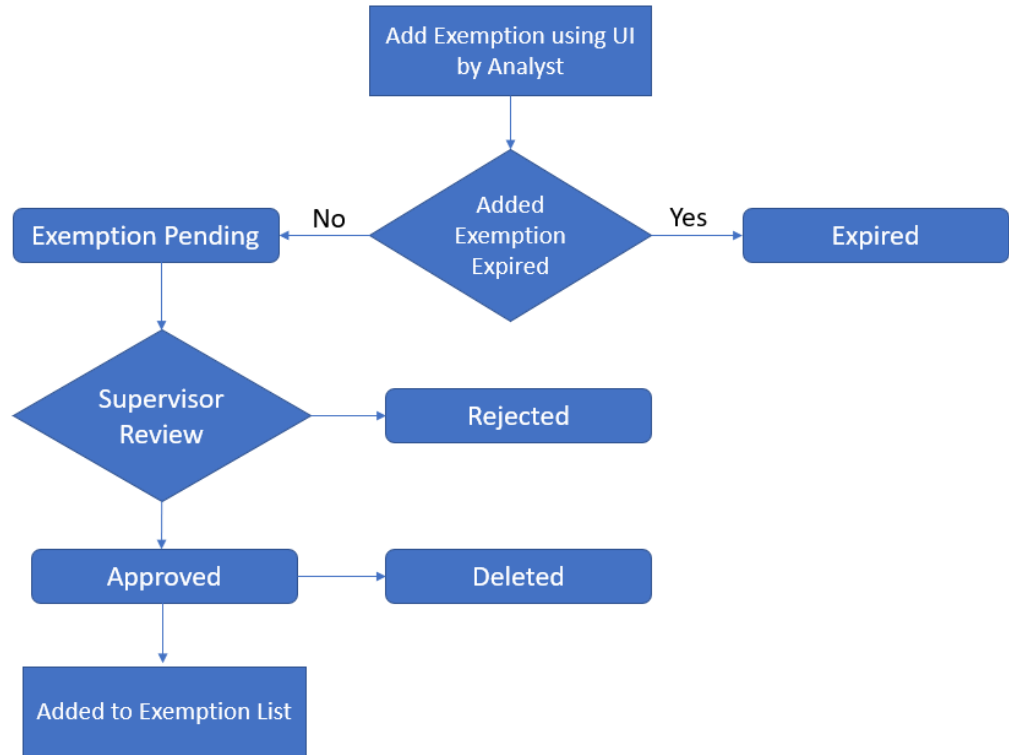 Add Exemption using UI
by Analyst
Added
Exemption
Expired
No
Yes
Exemption Pending
Expired
Supervisor
Review
Rejected
Approved
Deleted
Added to Exemption List